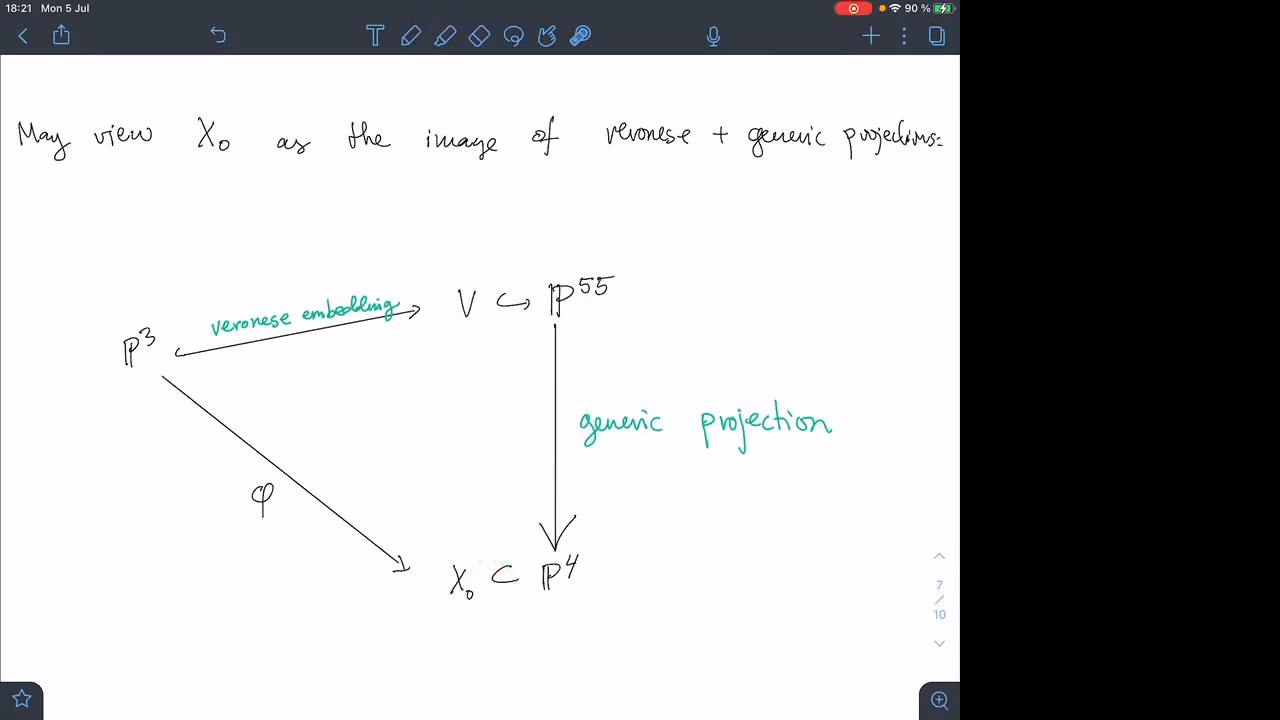 18:21 Mon 5 Jul 90 %
May view X₀ as the image of veronese + generic projections.
V ↪ ℙ⁵⁵
veronese embedding
ℙ³
generic projection
φ
X₀ ⊂ ℙ⁴
7
/
10